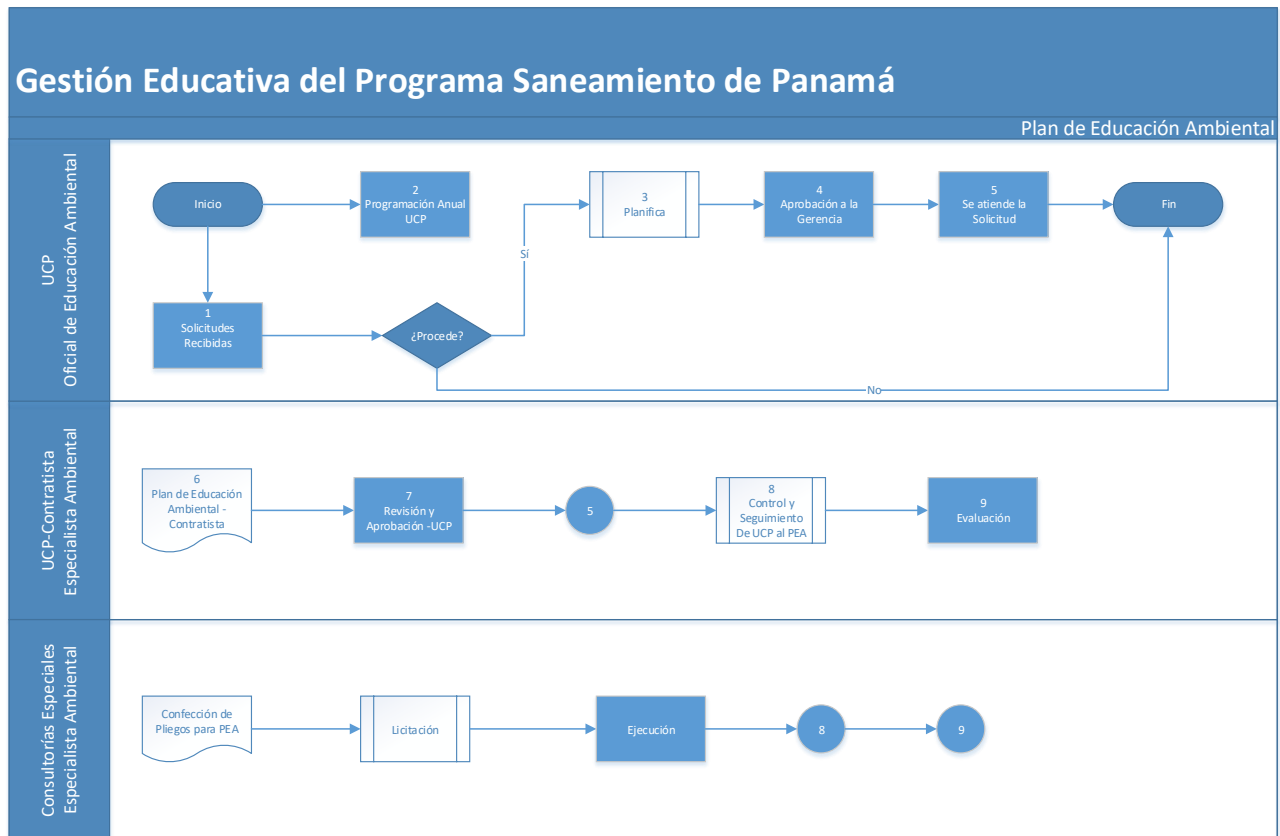 Gestión Educativa del Programa Saneamiento de Panamá
Plan de Educación Ambiental
UCP
Oficial de Educación Ambiental
Inicio
2
Programación Anual
UCP
3
Planifica
4
Aprobación a la
Gerencia
5
Se atiende la
Solicitud
Fin
Sí
1
Solicitudes
Recibidas
¿Procede?
No
UCP-Contratista
Especialista Ambiental
6
Plan de Educación
Ambiental -
Contratista
7
Revisión y
Aprobación -UCP
5
8
Control y
Seguimiento
De UCP al PEA
9
Evaluación
Consultorías Especiales
Especialista Ambiental
Confección de
Pliegos para PEA
Licitación
Ejecución
8
9